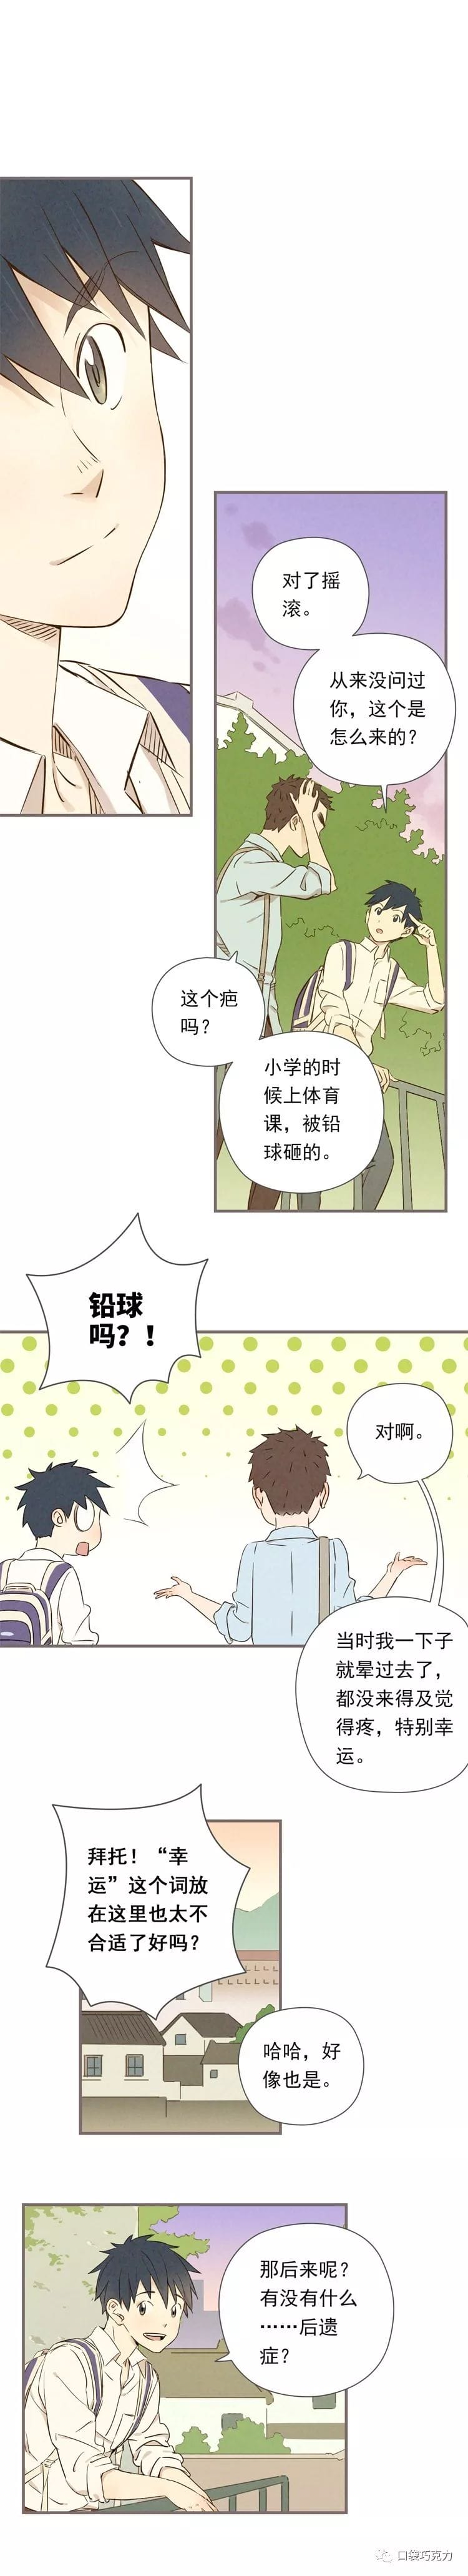 对了摇
滚。
从来没问过
你，这个是
怎么来的？
这个疤
吗？
小学的时
候上体育
课，被铅
球砸的。
铅球
吗？！
对啊。
当时我一下子
就晕过去了，
都没来得及觉
得疼，特别幸
运。
拜托！“幸
运”这个词放
在这里也太不
合适了好吗？
哈哈，好
像也是。
那后来呢？
有没有什么
……后遗
症？
口袋巧克力